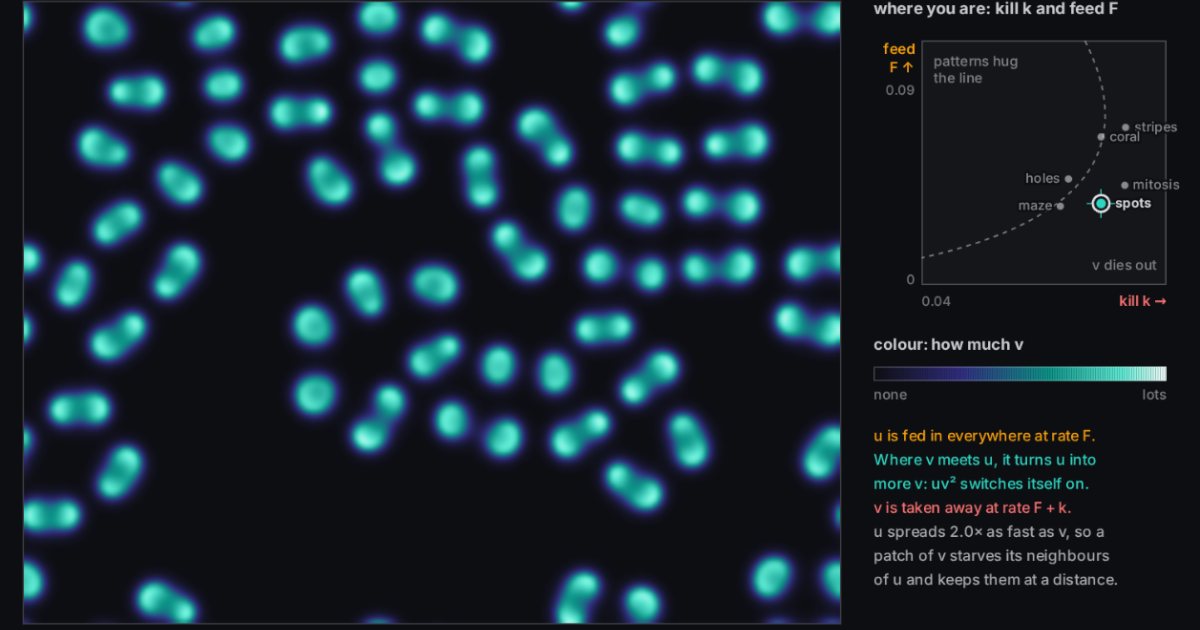 where you are: kill k and feed F
feed
F ↑
0.09
patterns hug
the line
stripes
coral
holes
mitosis
maze
spots
v dies out
0
0.04
kill k →
colour: how much v
none
lots
u is fed in everywhere at rate F.
Where v meets u, it turns u into
more v: uv² switches itself on.
v is taken away at rate F + k.
u spreads 2.0× as fast as v, so a
patch of v starves its neighbours
of u and keeps them at a distance.